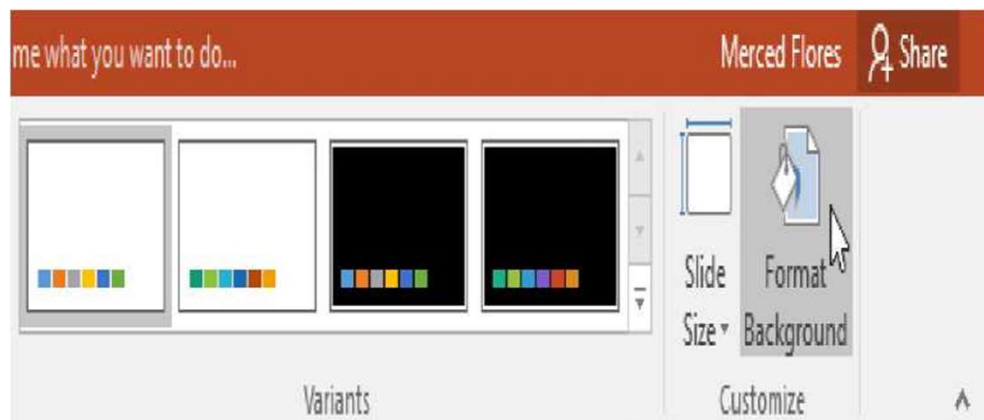 me what you want to do...
Merced Flores
Share
Slide
Size
Format
Background
Variants
Customize